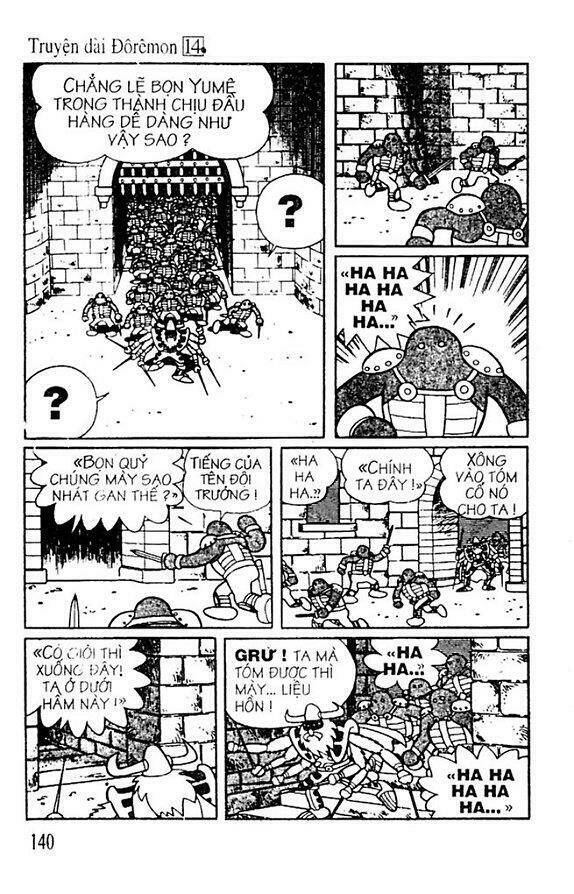 Truyện dài Đôrêmon 14
CHẲNG LẼ BỌN YUMÊ
TRONG THÀNH CHỊU ĐẦU
HÀNG DỄ DÀNG NHƯ
VẬY SAO ?
?
?
«HA HA
HA HA
HA
HA...»
«BỌN QUỶ
CHÚNG MÀY SAO
NHÁT GAN THẾ ?»
TIẾNG CỦA
TÊN ĐỘI
TRƯỞNG !
«HA
HA
HA..?
«CHÍNH
TA ĐÂY !»
XÔNG
VÀO TÓM
CỔ NÓ
CHO TA !
«CÓ GIỎI THÌ
XUỐNG ĐÂY!
TA Ở DƯỚI
HẦM NÀY !»
GRỪ ! TA MÀ
TÓM ĐƯỢC THÌ
MÀY... LIỆU
HỒN !
«HA
HA...»
«HA HA
HA HA
HA...»
140